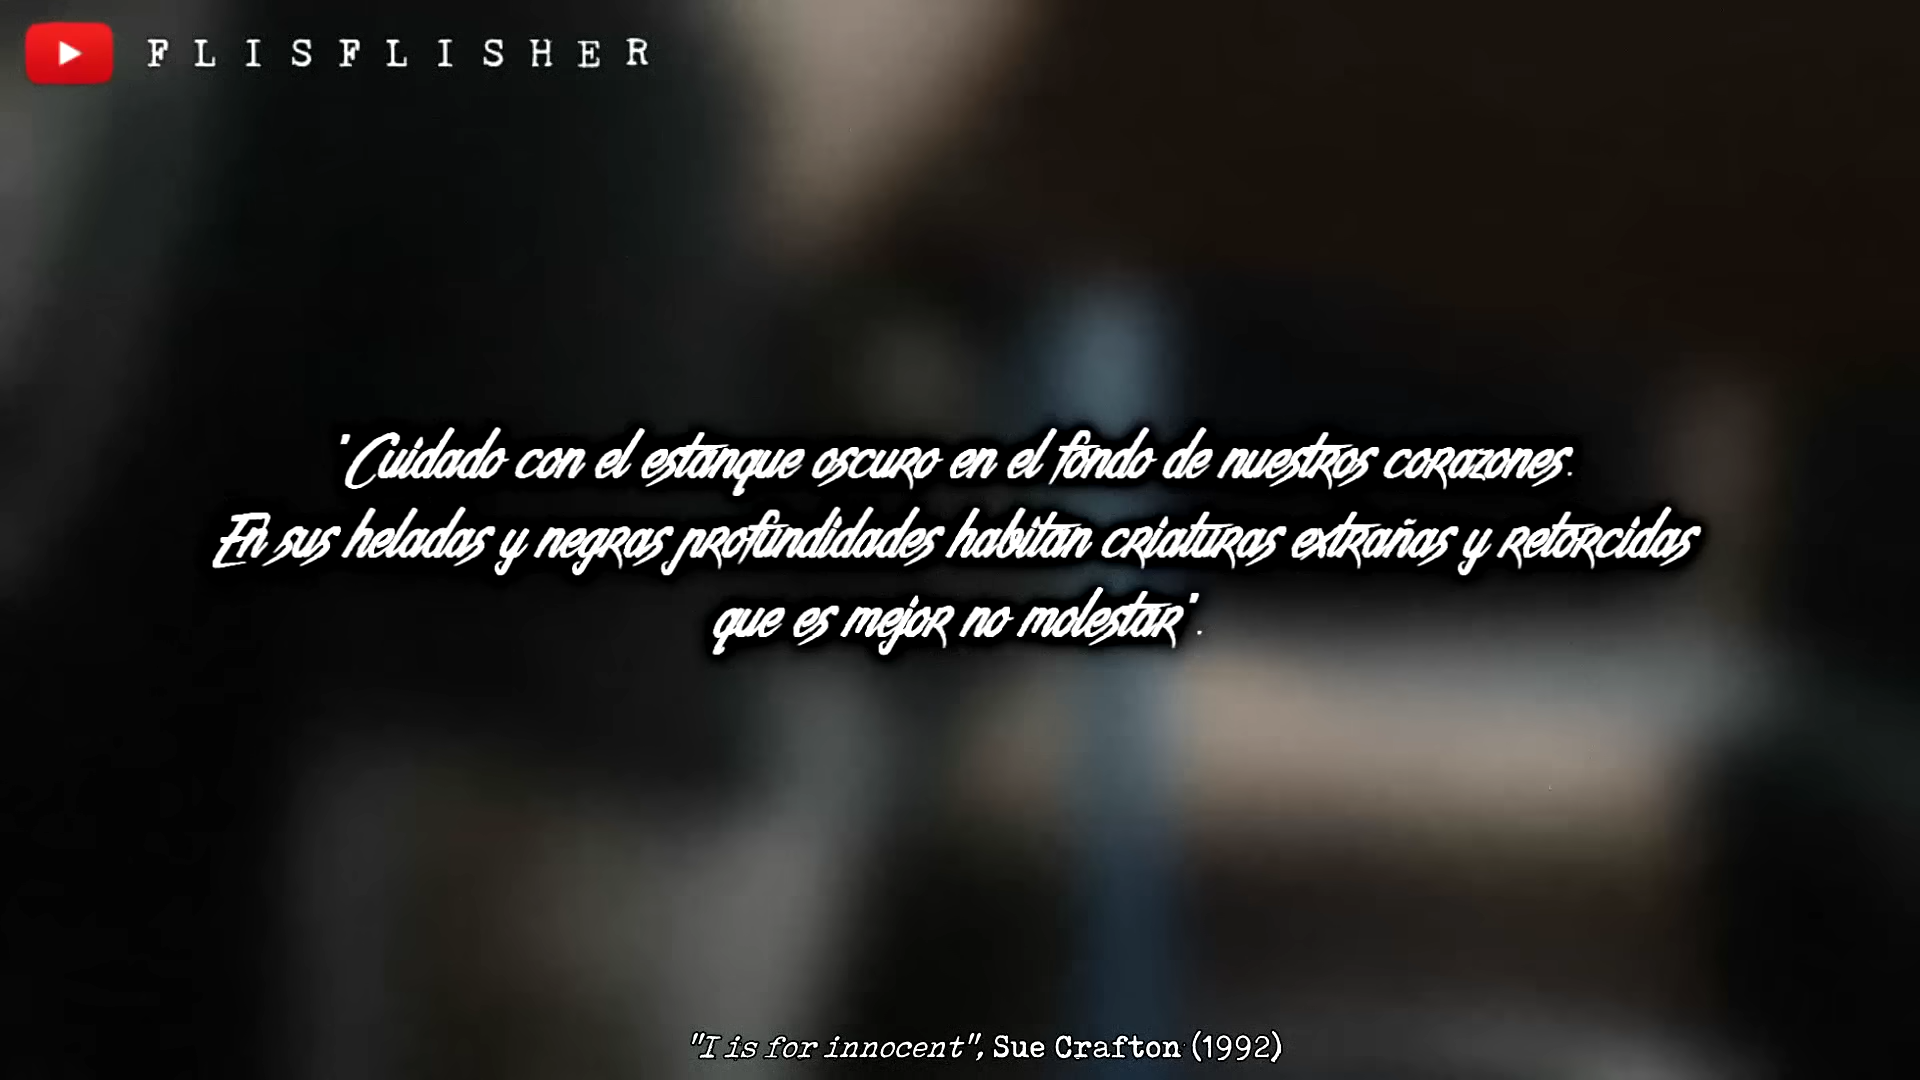 FLISFLISHER
"Cuidado con el estanque oscuro en el fondo de nuestros corazones.
En sus heladas y negras profundidades habitan criaturas extrañas y retorcidas
que es mejor no molestar".
"I is for innocent", Sue Crafton (1992)